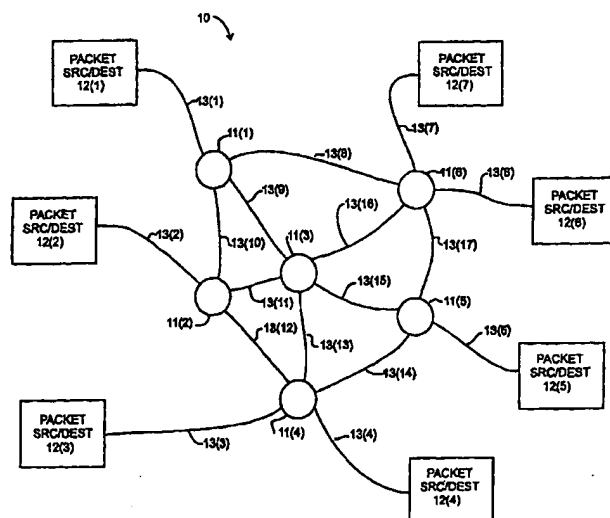 10
PACKET
SRC/DEST
12(1)
PACKET
SRC/DEST
12(7)
13(1)
13(7)
11(1)
13(8)
11(6)
13(6)
13(9)
13(16)
PACKET
SRC/DEST
12(6)
PACKET
SRC/DEST
12(2)
13(2)
13(10)
11(3)
13(17)
13(15)
13(11)
11(5)
11(2)
13(12)
13(13)
13(5)
13(14)
PACKET
SRC/DEST
12(5)
PACKET
SRC/DEST
12(3)
13(3)
11(4)
13(4)
PACKET
SRC/DEST
12(4)